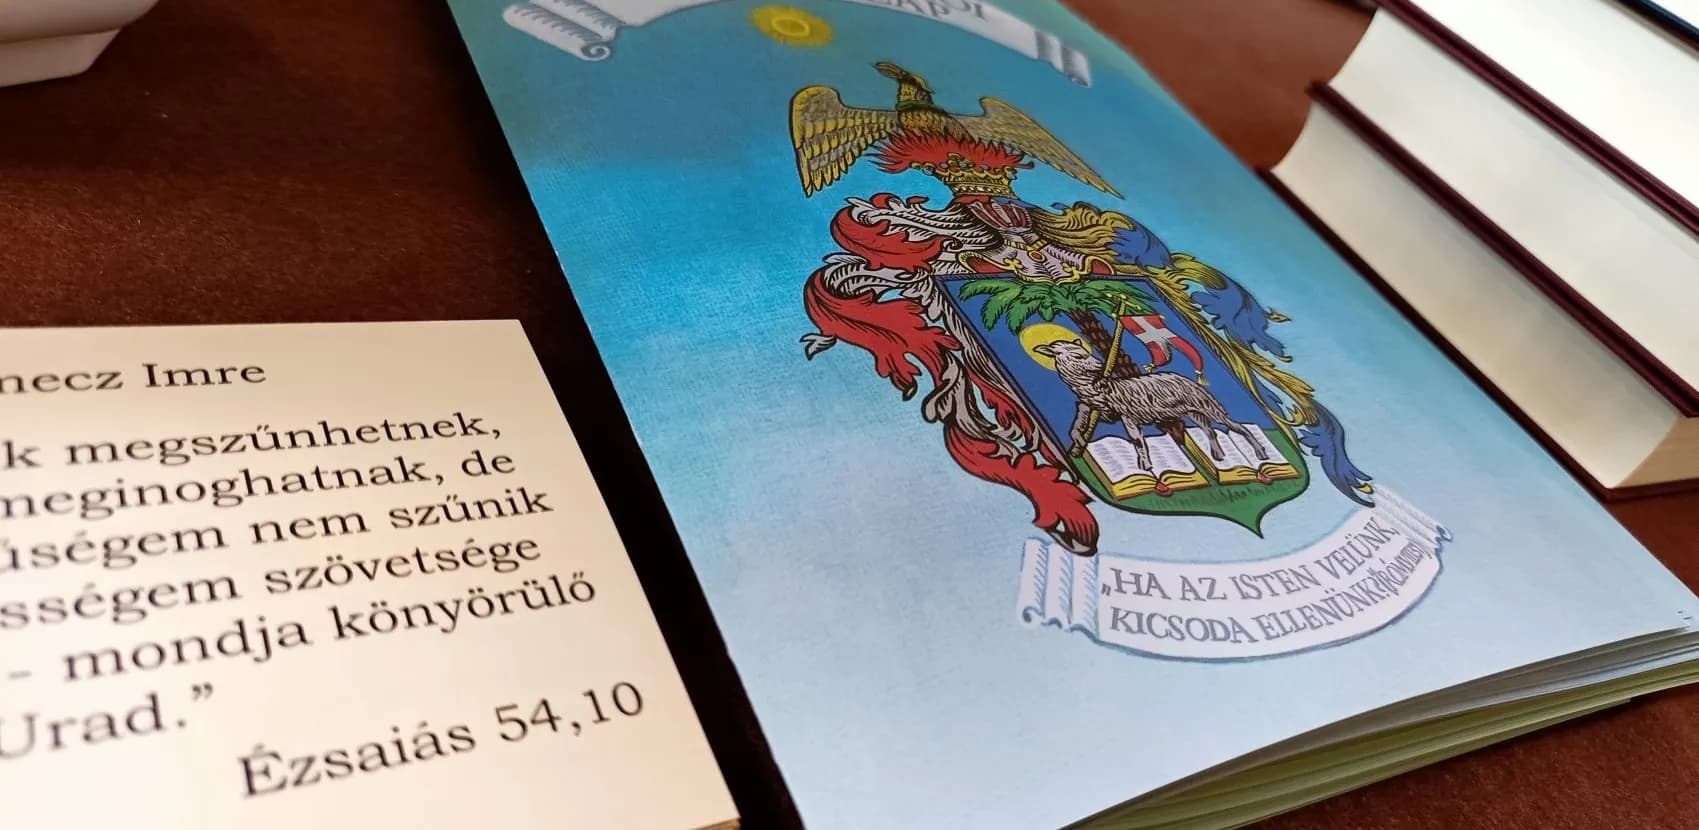 necz Imre
k megszűnhetnek,
meginoghatnak, de
űségem nem szűnik
sségem szövetsége
- mondja könyörülő
Urad.”
Ézsaiás 54,10
„HA AZ ISTEN VELÜNK,
KICSODA ELLENÜNK”